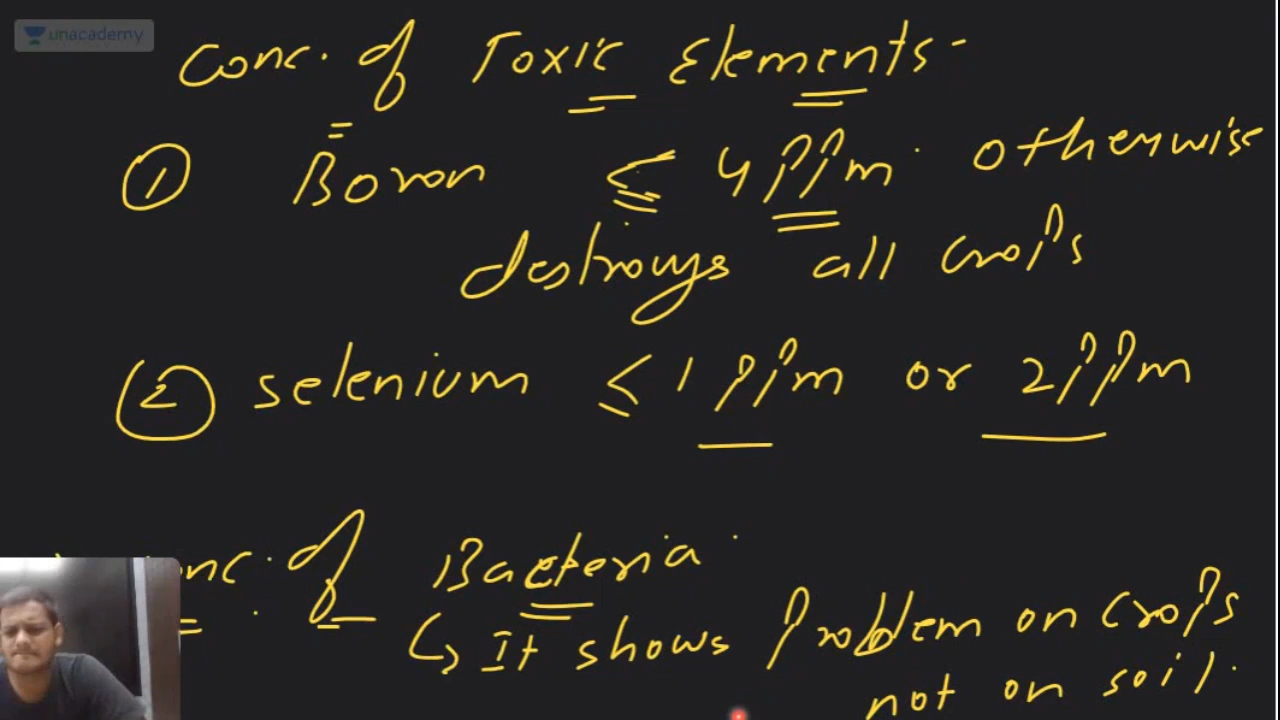 unacademy
Conc. of Toxic Elements-
① Boron ≤ 4 ppm. otherwise
destroys all crops
② selenium ≤ 1 ppm or 2 ppm
of Bacteria.
↳ It shows Problem on crops
not on soil.